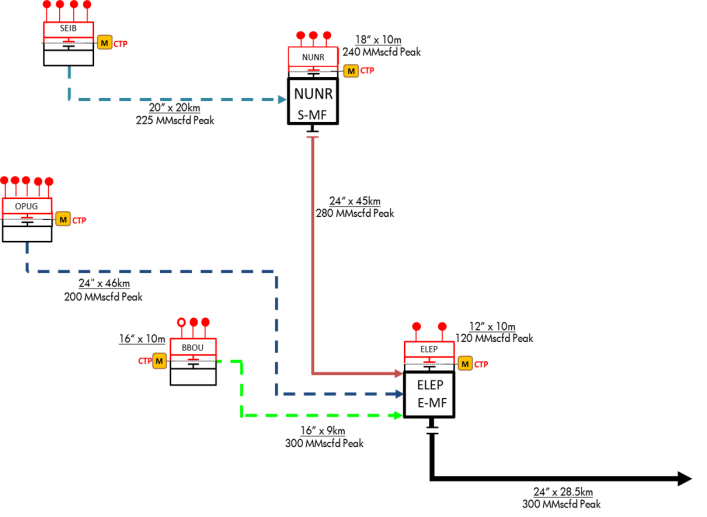 SEIB
M CTP
20” x 20km
225 MMscfd Peak
18” x 10m
240 MMscfd Peak
NUNR
M CTP
NUNR
S-MF
24” x 45km
280 MMscfd Peak
OPUG
M CTP
24" x 46km
200 MMscfd Peak
16” x 10m
BBOU
CTP M
12” x 10m
120 MMscfd Peak
ELEP
M CTP
ELEP
E-MF
16” x 9km
300 MMscfd Peak
24” x 28.5km
300 MMscfd Peak